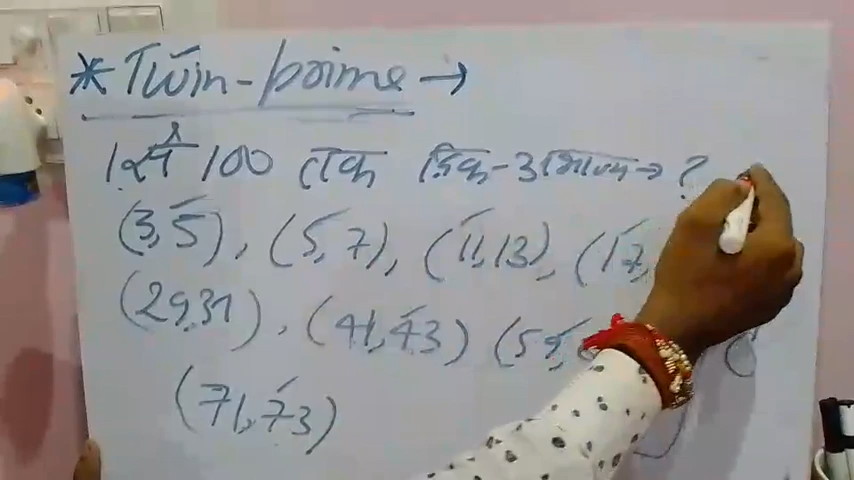 * Twin-prime →
1 से 100 तक → ?
(3,5), (5,7), (11,13), (17,
(29,31), (41,43), (59,
(71,73)